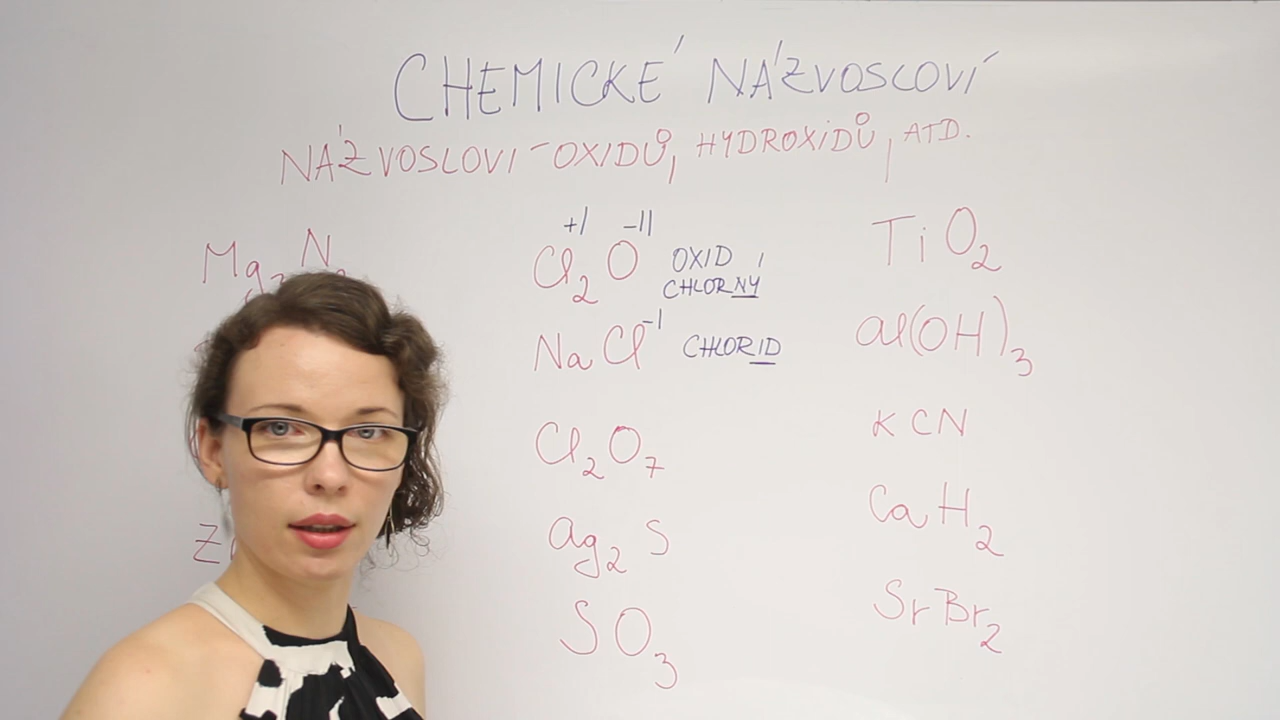 CHEMICKÉ NÁZVOSLOVÍ
NÁZVOSLOVÍ - OXIDŮ, HYDROXIDŮ, ATD.
Mg N
+I -II
Cl2O OXID
CHLORNÝ
NaCl -I CHLORID
Cl2O7
Ag2S
SO3
TiO2
Al(OH)3
KCN
CaH2
SrBr2